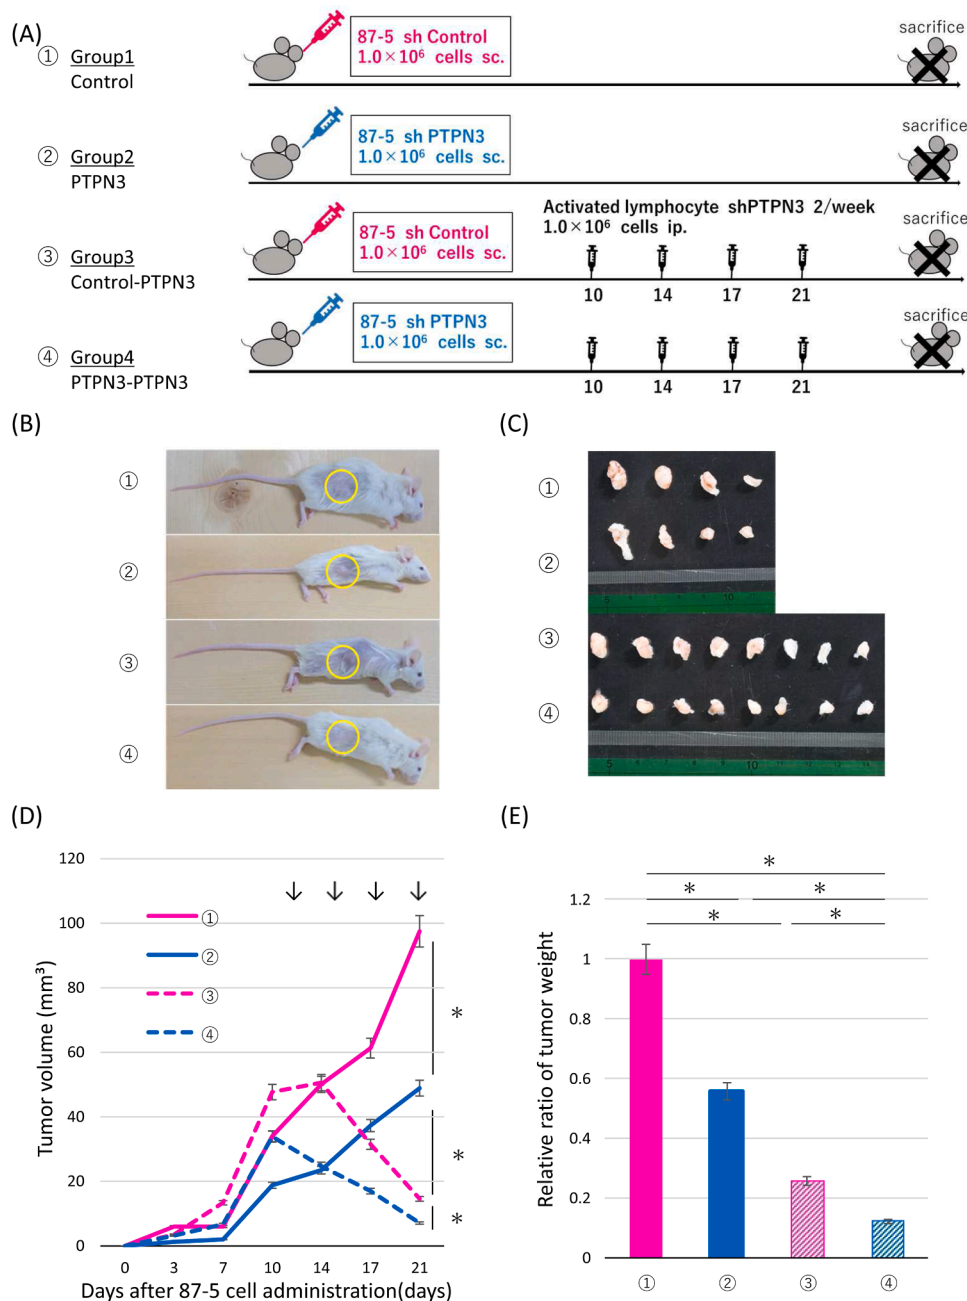 (A)
① Group1
Control
87-5 sh Control
1.0×10⁶ cells sc.
sacrifice
② Group2
PTPN3
87-5 sh PTPN3
1.0×10⁶ cells sc.
sacrifice
Activated lymphocyte shPTPN3 2/week
1.0×10⁶ cells ip.
③ Group3
Control-PTPN3
87-5 sh Control
1.0×10⁶ cells sc.
10 14 17 21
sacrifice
④ Group4
PTPN3-PTPN3
87-5 sh PTPN3
1.0×10⁶ cells sc.
10 14 17 21
sacrifice
(B)
①
②
③
④
(C)
①
②
5 10
③
④
5 10
(D)
Tumor volume (mm³)
120
100
80
60
40
20
0
↓ ↓ ↓ ↓
①
②
③
④
*
*
*
0 3 7 10 14 17 21
Days after 87-5 cell administration(days)
(E)
Relative ratio of tumor weight
*
* *
* *
1.2
1
0.8
0.6
0.4
0.2
0
① ② ③ ④